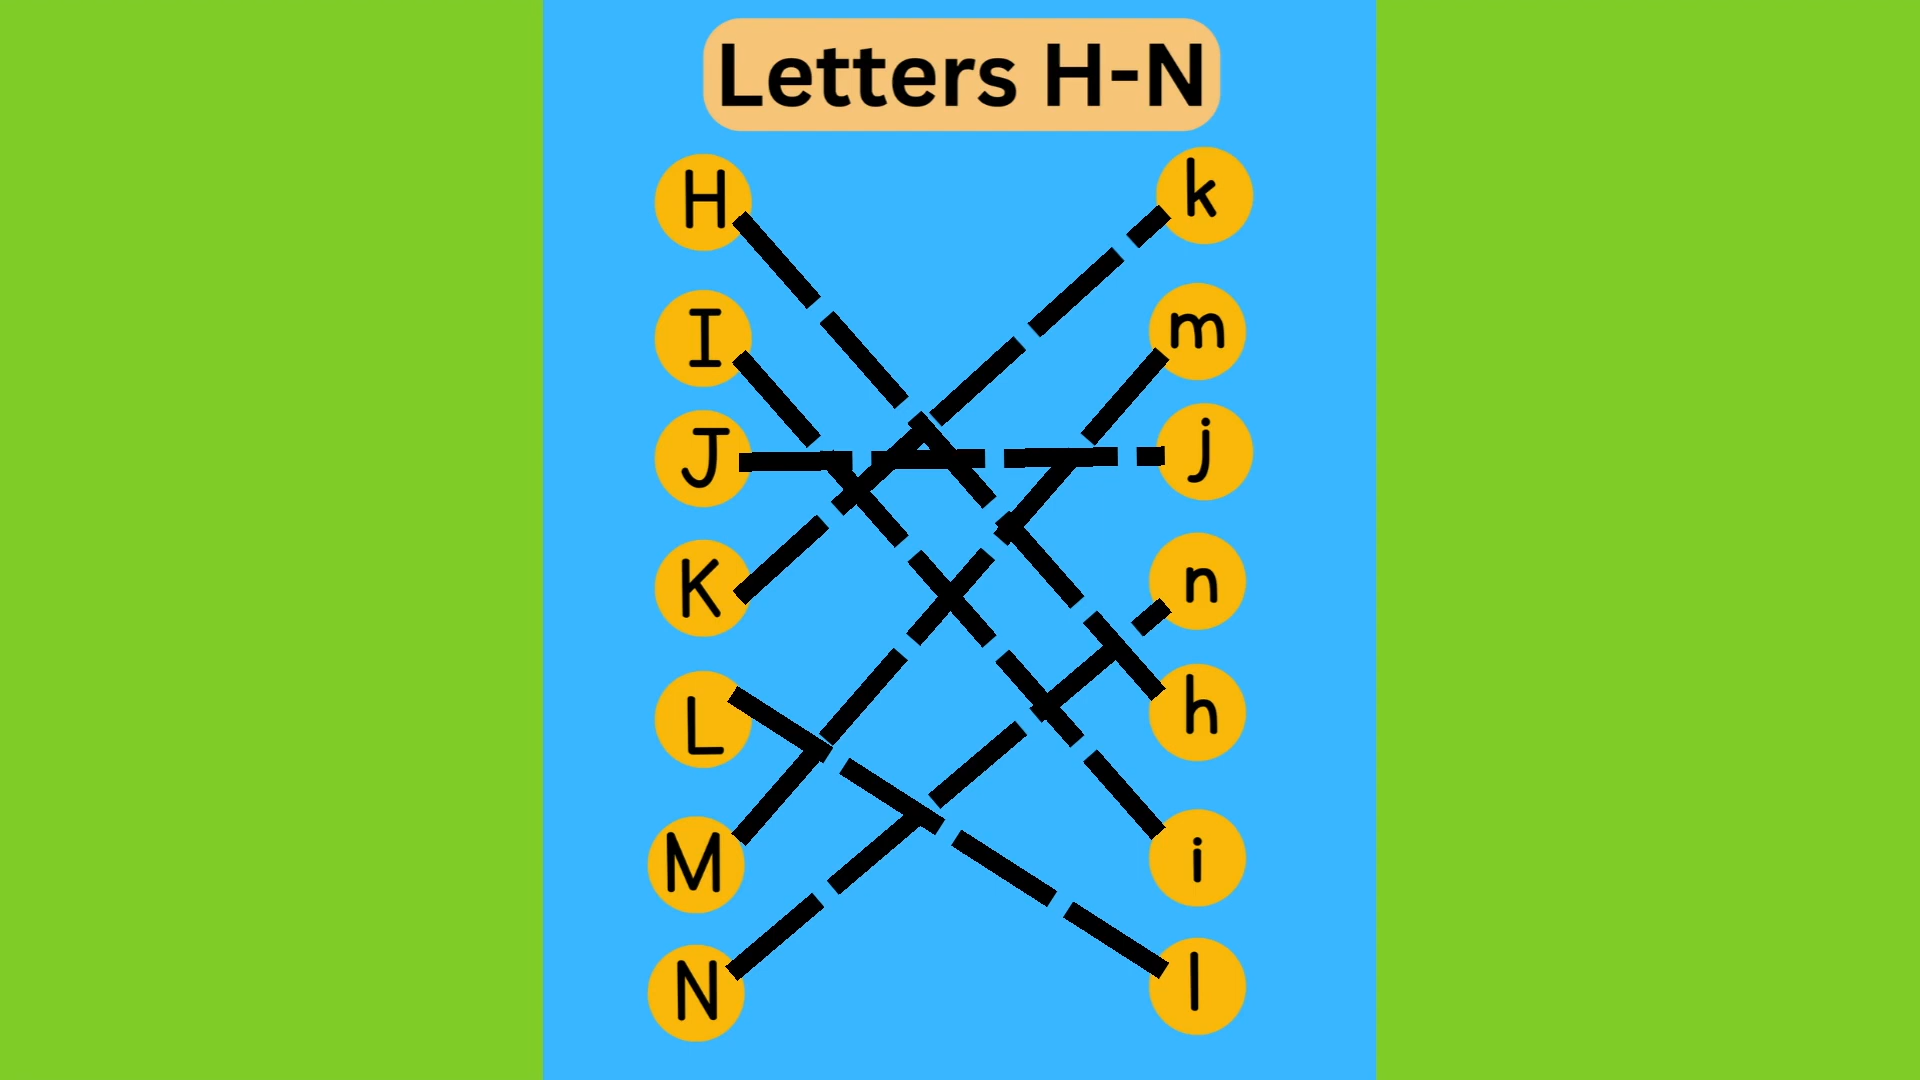 Letters H-N
H k
I m
J j
K n
L h
M i
N l